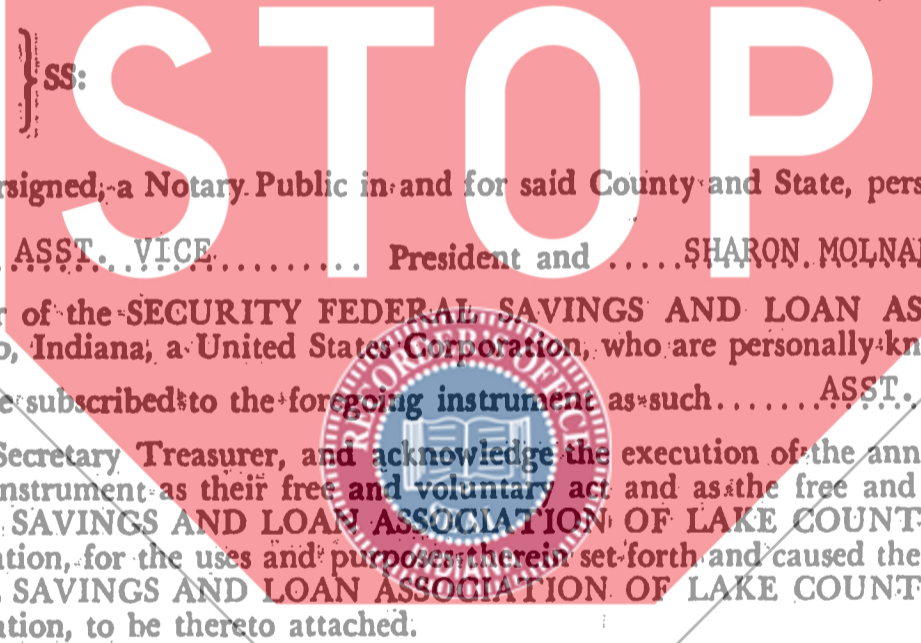 STOP
SS:
rsigned, a Notary Public in and for said County and State, pers
ASST. VICE President and SHARON MOLNA
r of the SECURITY FEDERAL SAVINGS AND LOAN AS
o, Indiana, a United States Corporation, who are personally kn
e subscribed to the foregoing instrument as such ASST.
Secretary Treasurer, and acknowledge the execution of the ann
nstrument as their free and voluntary act and as the free and
SAVINGS AND LOAN ASSOCIATION OF LAKE COUNT
ation, for the uses and purposes therein set forth and caused the
SAVINGS AND LOAN ASSOCIATION OF LAKE COUNT
ation, to be thereto attached.
RECORDER OFFICE